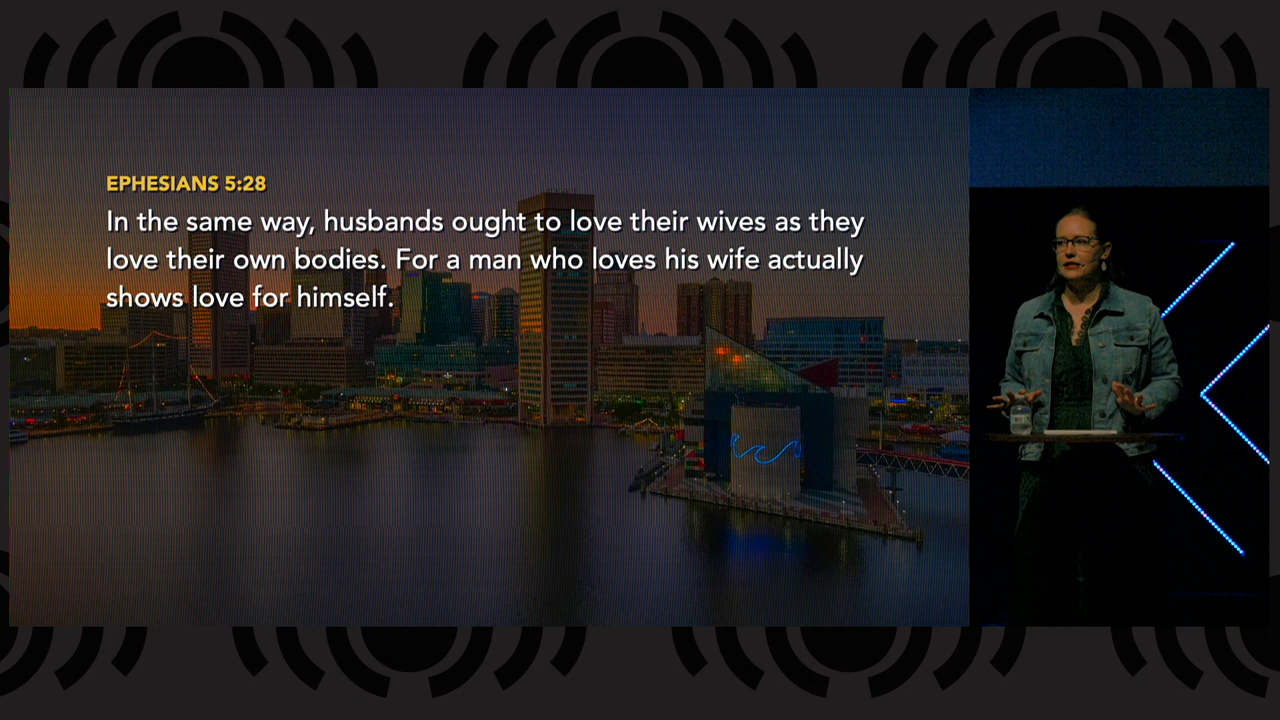 EPHESIANS 5:28
In the same way, husbands ought to love their wives as they
love their own bodies. For a man who loves his wife actually
shows love for himself.